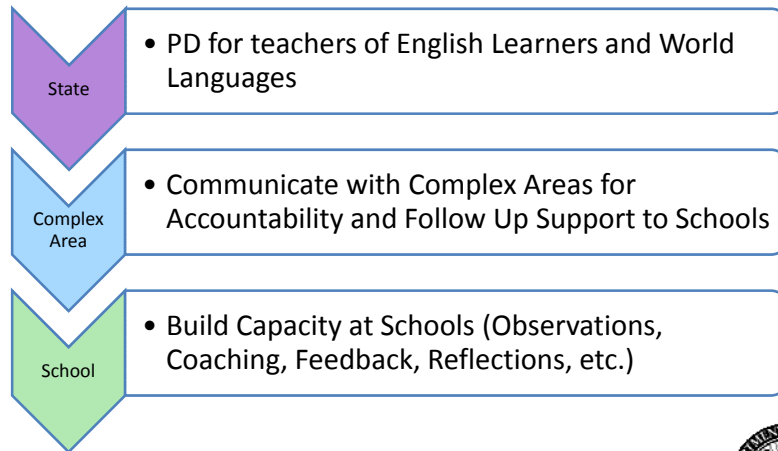 State
• PD for teachers of English Learners and World
Languages
Complex
Area
• Communicate with Complex Areas for
Accountability and Follow Up Support to Schools
School
• Build Capacity at Schools (Observations,
Coaching, Feedback, Reflections, etc.)